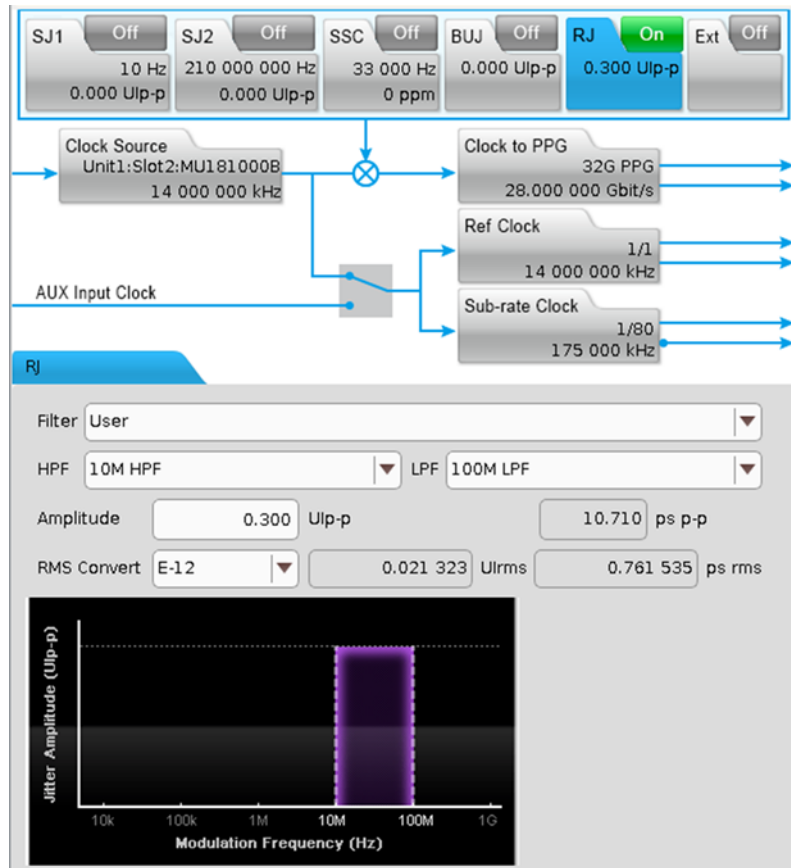 SJ1 Off
10 Hz
0.000 UIp-p
SJ2 Off
210 000 000 Hz
0.000 UIp-p
SSC Off
33 000 Hz
0 ppm
BUJ Off
0.000 UIp-p
RJ On
0.300 UIp-p
Ext Off
Clock Source
Unit1:Slot2:MU181000B
14 000 000 kHz
Clock to PPG
32G PPG
28.000 000 Gbit/s
Ref Clock
1/1
14 000 000 kHz
AUX Input Clock
Sub-rate Clock
1/80
175 000 kHz
RJ
Filter User
HPF 10M HPF LPF 100M LPF
Amplitude 0.300 UIp-p 10.710 ps p-p
RMS Convert E-12 0.021 323 UIrms 0.761 535 ps rms
Jitter Amplitude (UIp-p)
10k 100k 1M 10M 100M 1G
Modulation Frequency (Hz)